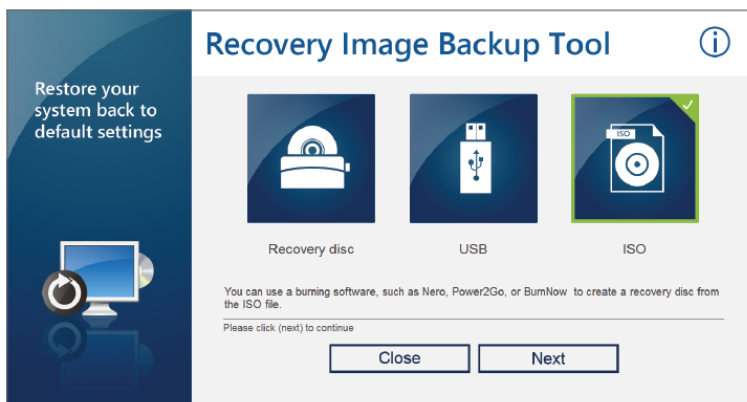 Recovery Image Backup Tool
Restore your
system back to
default settings
ISO
Recovery disc
USB
ISO
You can use a burning software, such as Nero, Power2Go, or BurnNow to create a recovery disc from
the ISO file.
Please click (next) to continue
Close
Next